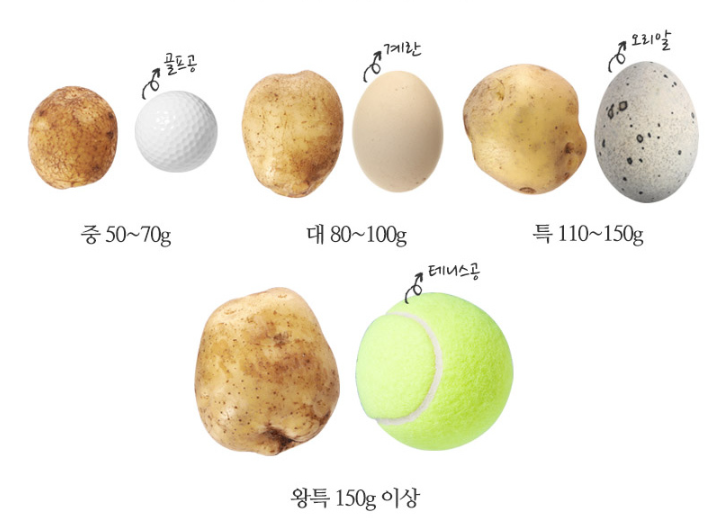 골프공
계란
오리알
중 50~70g
대 80~100g
특 110~150g
테니스공
왕특 150g 이상